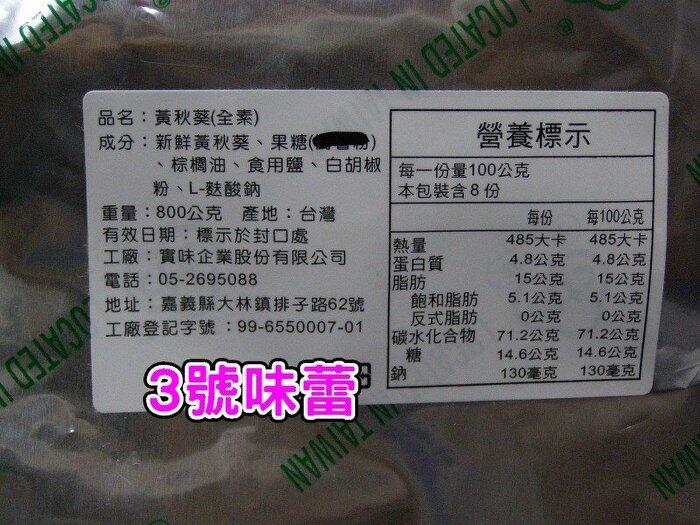 LOCATED IN TAIWAN
LOCATED IN
品名：黃秋葵(全素)
成分：新鮮黃秋葵、果糖(
、棕櫚油、食用鹽、白胡椒
粉、L-麩酸鈉
重量：800公克 產地：台灣
有效日期：標示於封口處
工廠：實味企業股份有限公司
電話：05-2695088
地址：嘉義縣大林鎮排子路62號
工廠登記字號：99-6550007-01
營養標示
每一份量100公克
本包裝含8份
每份 每100公克
熱量 485大卡 485大卡
蛋白質 4.8公克 4.8公克
脂肪 15公克 15公克
飽和脂肪 5.1公克 5.1公克
反式脂肪 0公克 0公克
碳水化合物 71.2公克 71.2公克
糖 14.6公克 14.6公克
鈉 130毫克 130毫克
3號味蕾
LOCATED IN
IN TAIWAN